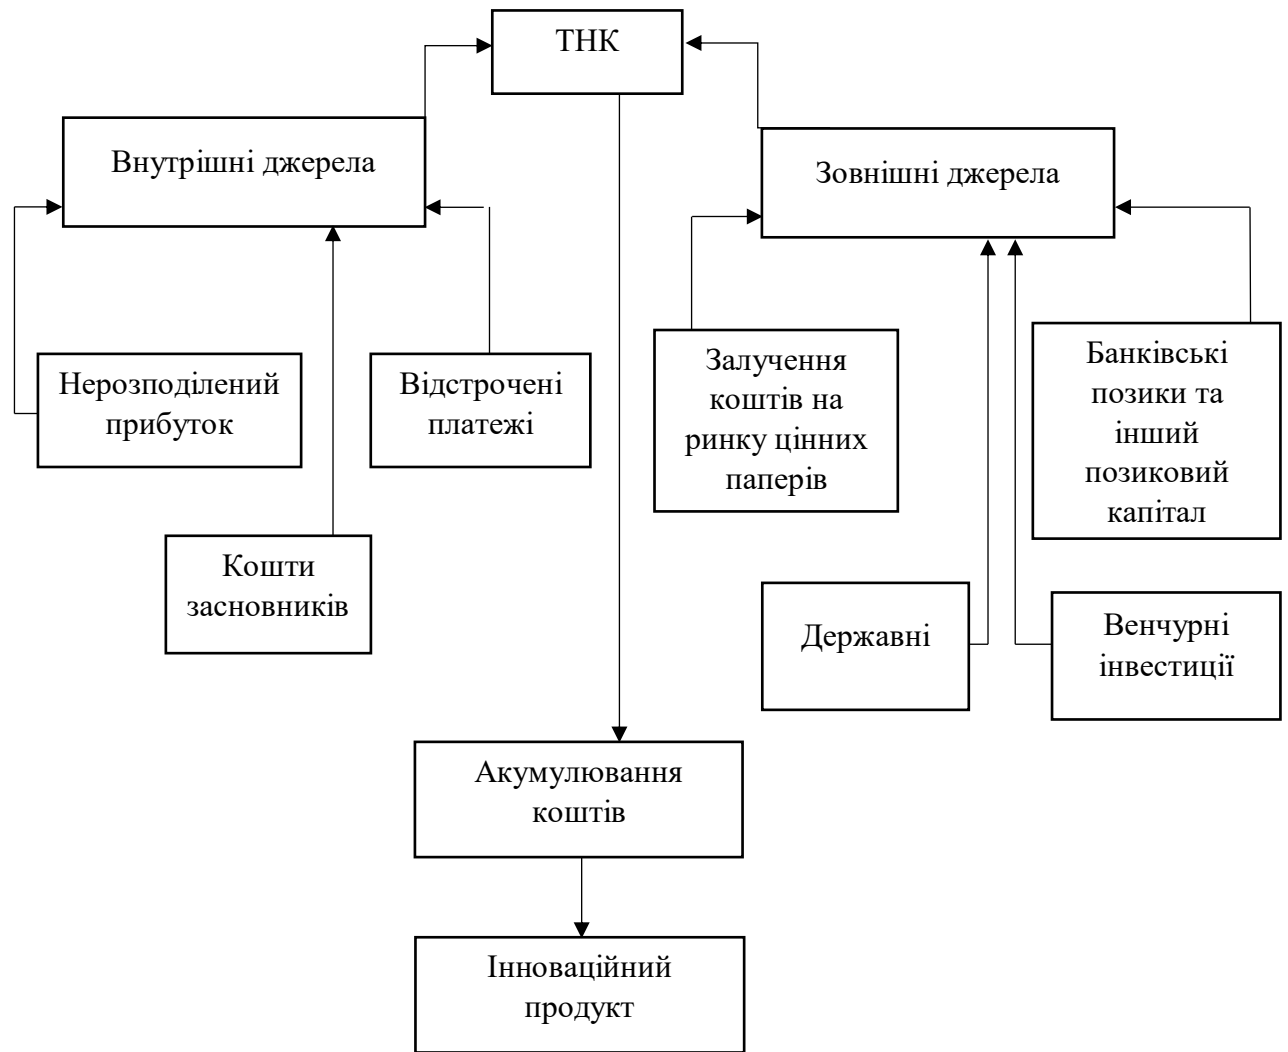 ТНК
Внутрішні джерела
Зовнішні джерела
Нерозподілений
прибуток
Відстрочені
платежі
Залучення
коштів на
ринку цінних
паперів
Банківські
позики та
інший
позиковий
капітал
Кошти
засновників
Державні
Венчурні
інвестиції
Акумулювання
коштів
Інноваційний
продукт